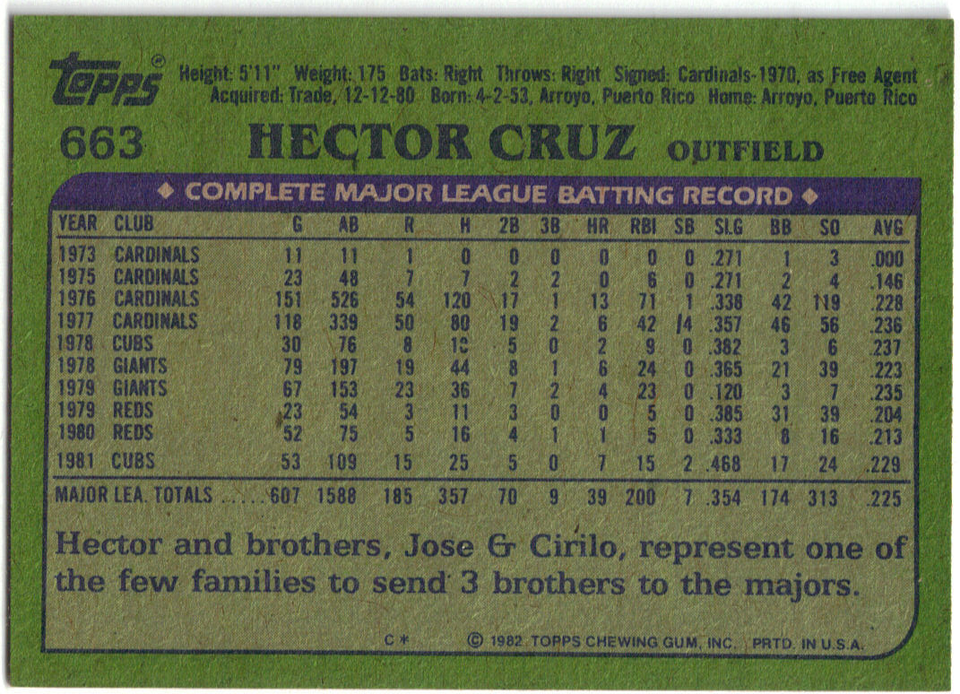 Topps® Height: 5'11" Weight: 175 Bats: Right Throws: Right Signed: Cardinals-1970, as Free Agent
Acquired: Trade, 12-12-80 Born: 4-2-53, Arroyo, Puerto Rico Home: Arroyo, Puerto Rico
663 HECTOR CRUZ OUTFIELD
◆ COMPLETE MAJOR LEAGUE BATTING RECORD ◆
YEAR CLUB G AB R H 2B 3B HR RBI SB SLG BB SO AVG
1973 CARDINALS 11 11 1 0 0 0 0 0 0 .271 1 3 .000
1975 CARDINALS 23 48 7 7 2 2 0 6 0 .271 2 4 .146
1976 CARDINALS 151 526 54 120 17 1 13 71 1 .338 42 119 .228
1977 CARDINALS 118 339 50 80 19 2 6 42 4 .357 46 56 .236
1978 CUBS 30 76 8 5 0 2 9 0 .382 3 6 .237
1978 GIANTS 79 197 19 44 8 1 6 24 0 .365 21 39 .223
1979 GIANTS 67 153 23 36 7 2 4 23 0 .120 3 7 .235
1979 REDS 23 54 3 11 3 0 0 5 0 .385 31 39 .204
1980 REDS 52 75 5 16 4 1 1 5 0 .333 8 16 .213
1981 CUBS 53 109 15 25 5 0 7 15 2 .468 17 24 .229
MAJOR LEA. TOTALS .....607 1588 185 357 70 9 39 200 7 .354 174 313 .225
Hector and brothers, Jose & Cirilo, represent one of
the few families to send 3 brothers to the majors.
C* © 1982 TOPPS CHEWING GUM, INC. PRTD. IN U.S.A.